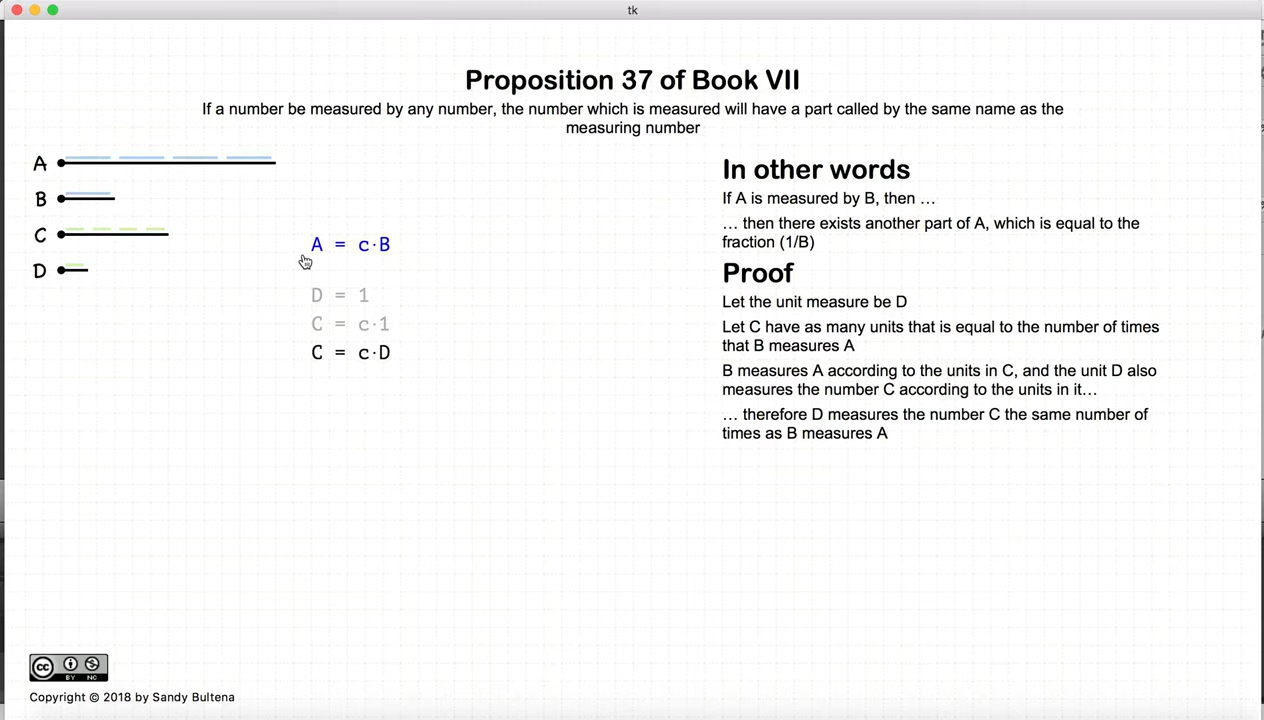 tk
Proposition 37 of Book VII
If a number be measured by any number, the number which is measured will have a part called by the same name as the
measuring number
A
B
C
D
A = c·B
D = 1
C = c·1
C = c·D
In other words
If A is measured by B, then …
… then there exists another part of A, which is equal to the
fraction (1/B)
Proof
Let the unit measure be D
Let C have as many units that is equal to the number of times
that B measures A
B measures A according to the units in C, and the unit D also
measures the number C according to the units in it…
… therefore D measures the number C the same number of
times as B measures A
cc
BY NC
Copyright © 2018 by Sandy Bultena